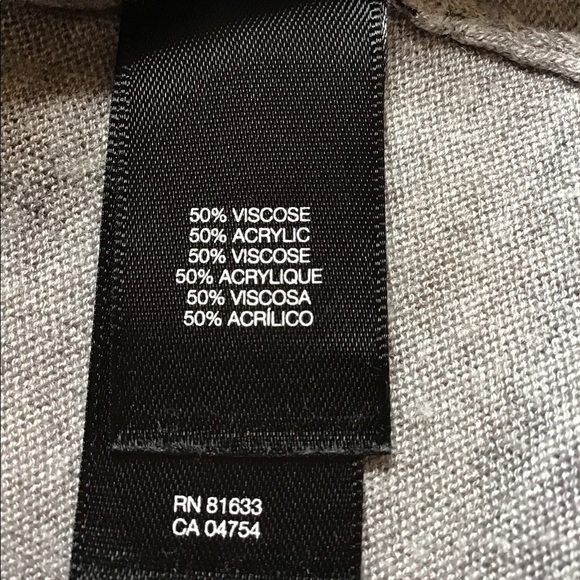 50% VISCOSE
50% ACRYLIC
50% VISCOSE
50% ACRYLIQUE
50% VISCOSA
50% ACRÍLICO
RN 81633
CA 04754